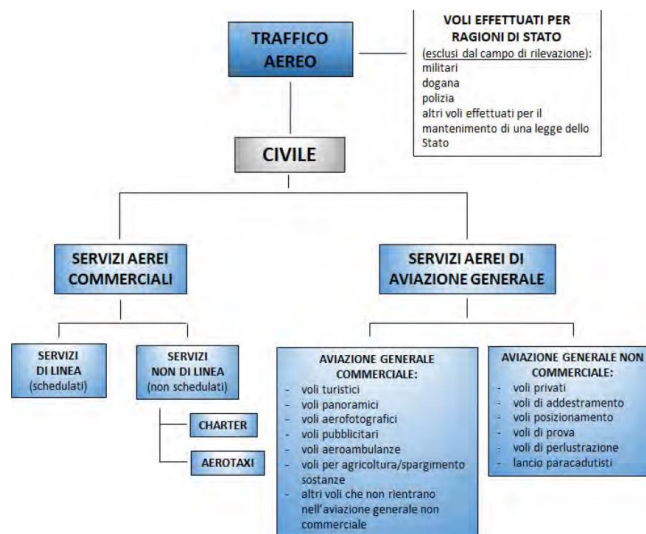 TRAFFICO
AEREO
VOLI EFFETTUATI PER
RAGIONI DI STATO
(esclusi dal campo di rilevazione):
militari
dogana
polizia
altri voli effettuati per il
mantenimento di una legge dello
Stato
CIVILE
SERVIZI AEREI
COMMERCIALI
SERVIZI AEREI DI
AVIAZIONE GENERALE
SERVIZI
DI LINEA
(schedulati)
SERVIZI
NON DI LINEA
(non schedulati)
CHARTER
AEROTAXI
AVIAZIONE GENERALE
COMMERCIALE:
- voli turistici
- voli panoramici
- voli aerofotografici
- voli pubblicitari
- voli aeroambulanze
- voli per agricoltura/spargimento
sostanze
- altri voli che non rientrano
nell'aviazione generale non
commerciale
AVIAZIONE GENERALE NON
COMMERCIALE:
- voli privati
- voli di addestramento
- voli posizionamento
- voli di prova
- voli di perlustrazione
- lancio paracadutisti